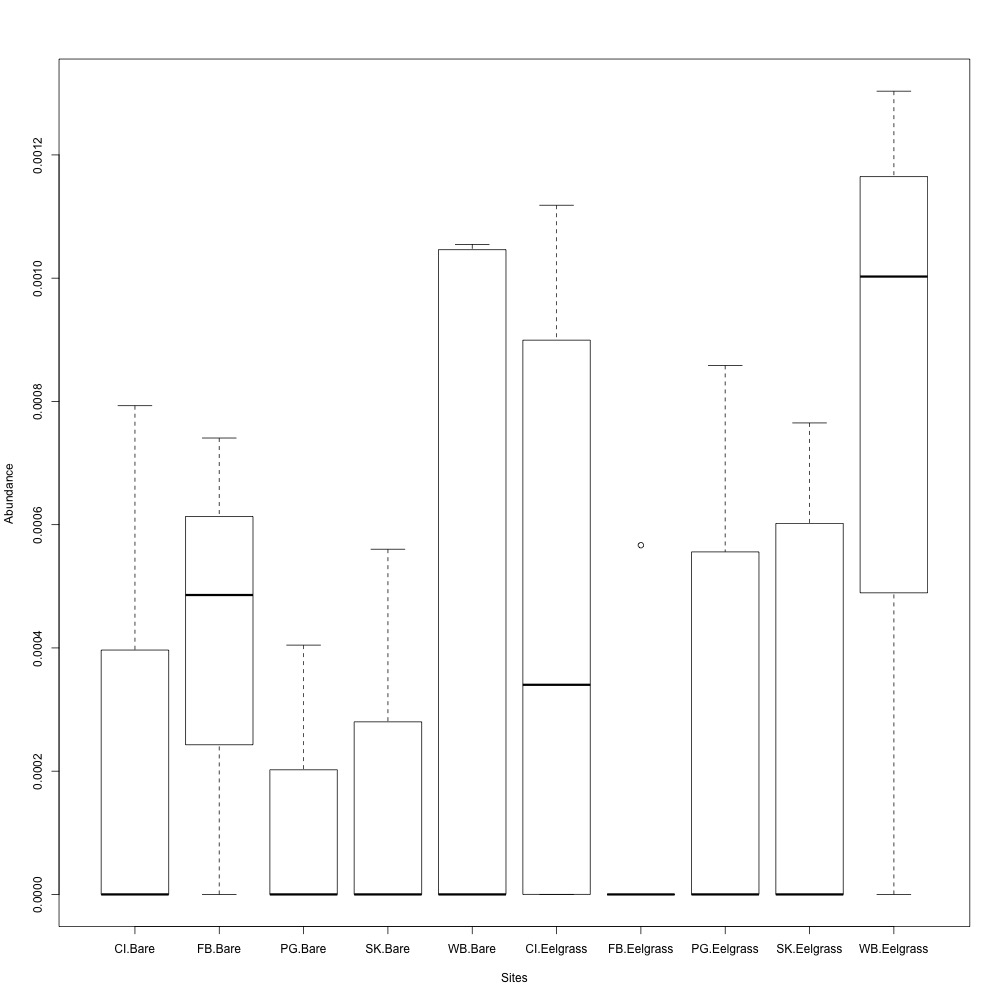 Abundance
0.0012
0.0010
0.0008
0.0006
0.0004
0.0002
0.0000
CI.Bare FB.Bare PG.Bare SK.Bare WB.Bare CI.Eelgrass FB.Eelgrass PG.Eelgrass SK.Eelgrass WB.Eelgrass
Sites